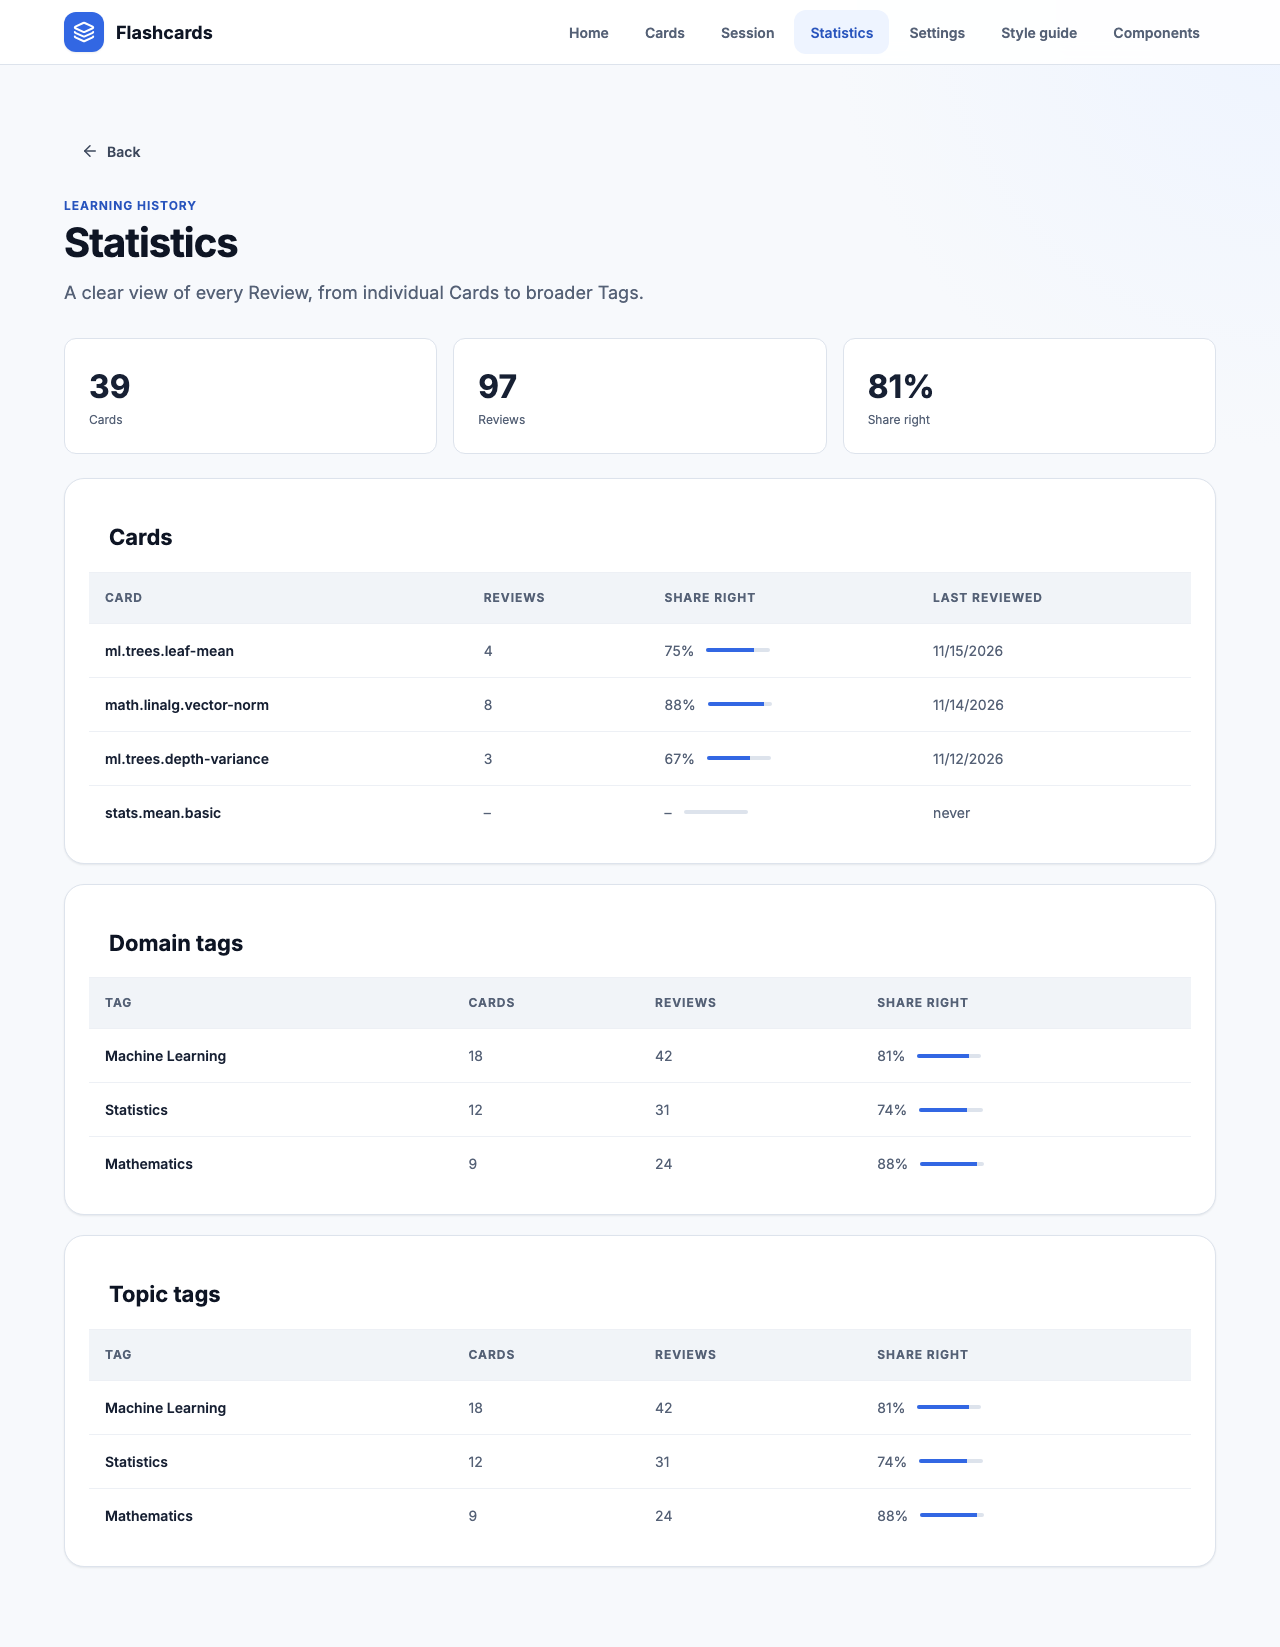 Flashcards Home Cards Session Statistics Settings Style guide Components
Back
LEARNING HISTORY
Statistics
A clear view of every Review, from individual Cards to broader Tags.
39 97 81%
Cards Reviews Share right
Cards
CARD REVIEWS SHARE RIGHT LAST REVIEWED
ml.trees.leaf-mean 4 75% 11/15/2026
math.linalg.vector-norm 8 88% 11/14/2026
ml.trees.depth-variance 3 67% 11/12/2026
stats.mean.basic – – never
Domain tags
TAG CARDS REVIEWS SHARE RIGHT
Machine Learning 18 42 81%
Statistics 12 31 74%
Mathematics 9 24 88%
Topic tags
TAG CARDS REVIEWS SHARE RIGHT
Machine Learning 18 42 81%
Statistics 12 31 74%
Mathematics 9 24 88%